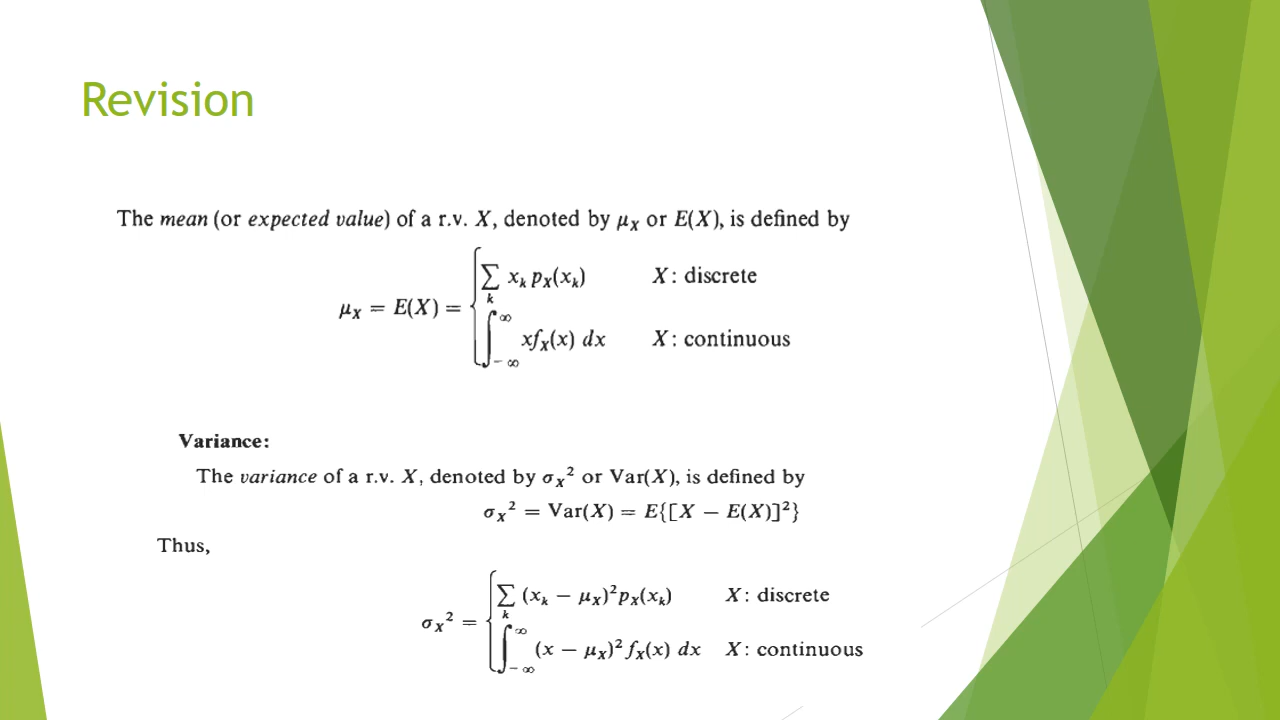 Revision
The mean (or expected value) of a r.v. X, denoted by μ_X or E(X), is defined by
μ_X = E(X) = { ∑_k x_k p_X(x_k) X: discrete
∫_{-∞}^{∞} x f_X(x) dx X: continuous
Variance:
The variance of a r.v. X, denoted by σ_X² or Var(X), is defined by
σ_X² = Var(X) = E{[X − E(X)]²}
Thus,
σ_X² = { ∑_k (x_k − μ_X)² p_X(x_k) X: discrete
∫_{-∞}^{∞} (x − μ_X)² f_X(x) dx X: continuous